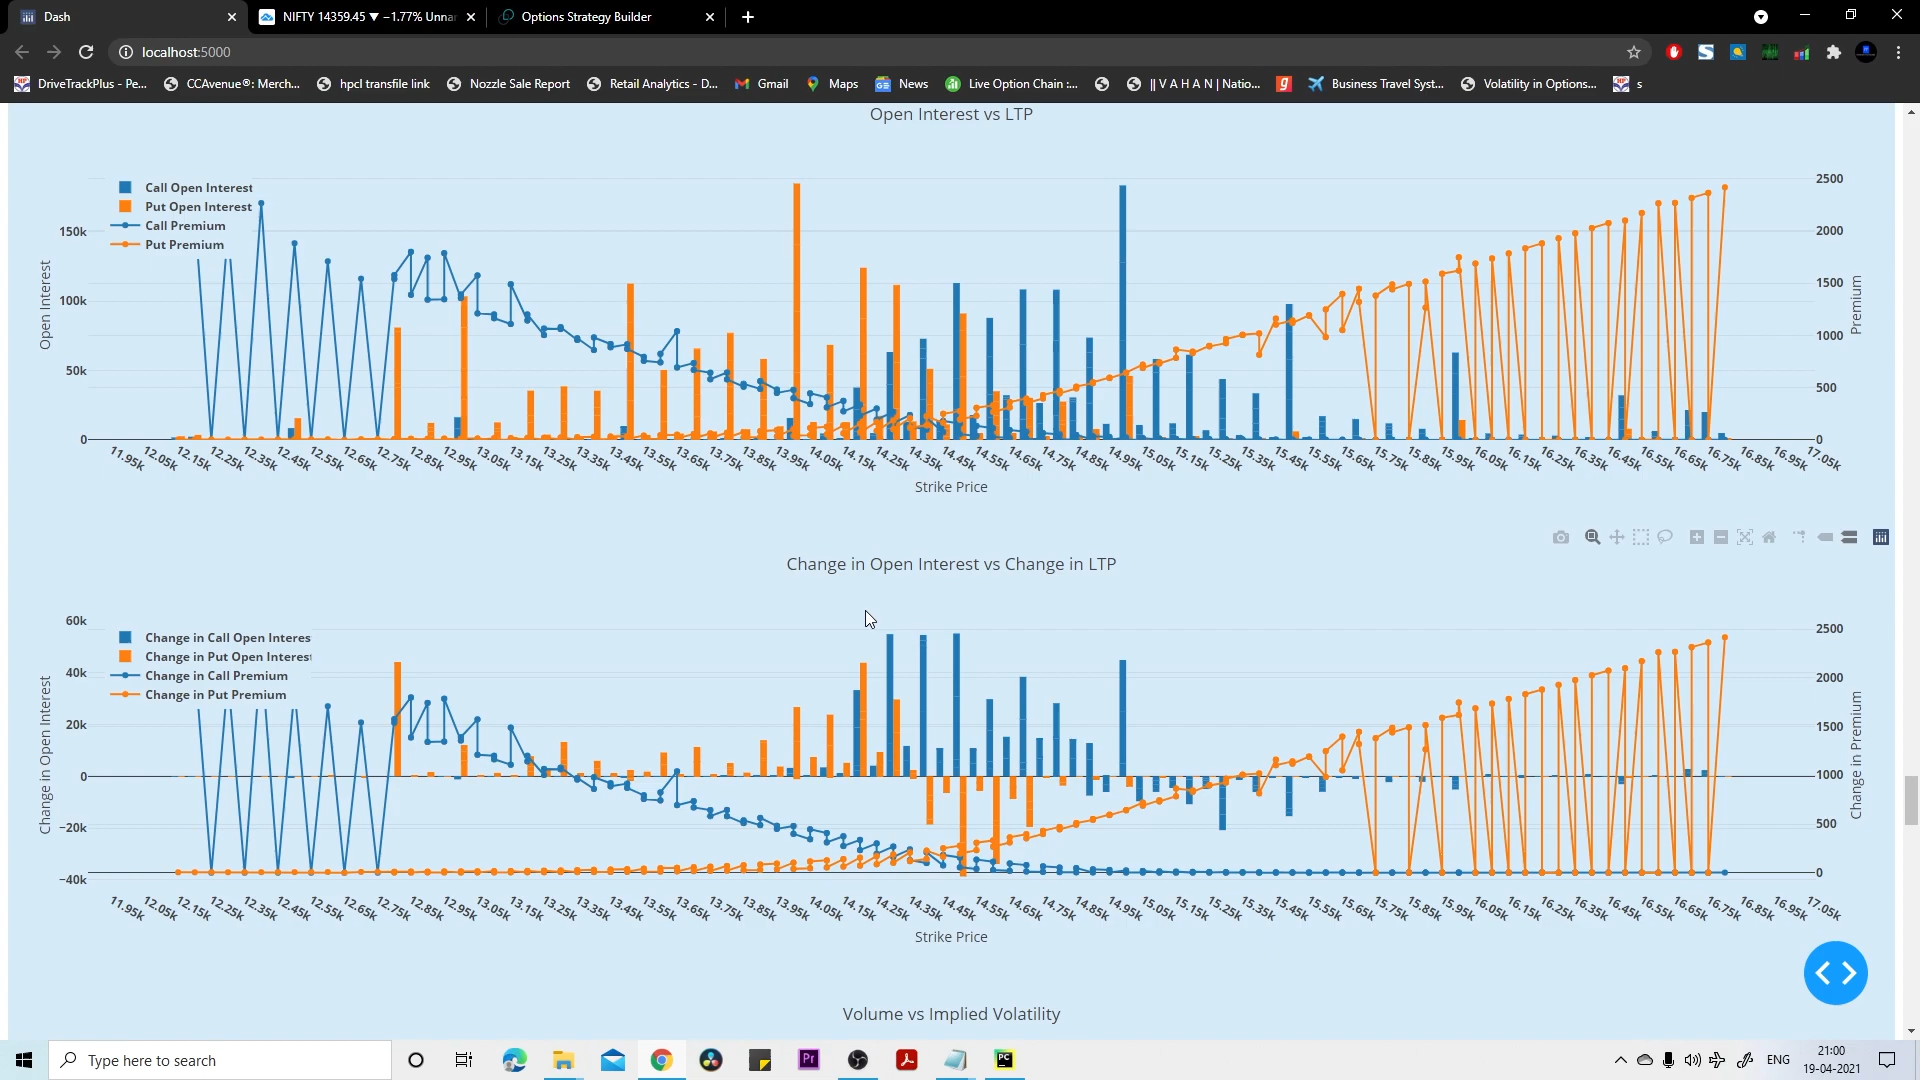 Dash
NIFTY 14359.45 ▼ −1.77% Unnar
Options Strategy Builder
localhost:5000
DriveTrackPlus - Pe...
CCAvenue®: Merch...
hpcl transfile link
Nozzle Sale Report
Retail Analytics - D...
Gmail
Maps
News
Live Option Chain :...
|| V A H A N | Natio...
Business Travel Syst...
Volatility in Options...
s
Open Interest vs LTP
Call Open Interest
Put Open Interest
Call Premium
Put Premium
150k
100k
50k
0
Open Interest
2500
2000
1500
1000
500
0
Premium
11.95k 12.05k 12.15k 12.25k 12.35k 12.45k 12.55k 12.65k 12.75k 12.85k 12.95k 13.05k 13.15k 13.25k 13.35k 13.45k 13.55k 13.65k 13.75k 13.85k 13.95k 14.05k 14.15k 14.25k 14.35k 14.45k 14.55k 14.65k 14.75k 14.85k 14.95k 15.05k 15.15k 15.25k 15.35k 15.45k 15.55k 15.65k 15.75k 15.85k 15.95k 16.05k 16.15k 16.25k 16.35k 16.45k 16.55k 16.65k 16.75k 16.85k 16.95k 17.05k
Strike Price
Change in Open Interest vs Change in LTP
Change in Call Open Interes
Change in Put Open Interest
Change in Call Premium
Change in Put Premium
60k
40k
20k
0
−20k
−40k
Change in Open Interest
2500
2000
1500
1000
500
0
Change in Premium
11.95k 12.05k 12.15k 12.25k 12.35k 12.45k 12.55k 12.65k 12.75k 12.85k 12.95k 13.05k 13.15k 13.25k 13.35k 13.45k 13.55k 13.65k 13.75k 13.85k 13.95k 14.05k 14.15k 14.25k 14.35k 14.45k 14.55k 14.65k 14.75k 14.85k 14.95k 15.05k 15.15k 15.25k 15.35k 15.45k 15.55k 15.65k 15.75k 15.85k 15.95k 16.05k 16.15k 16.25k 16.35k 16.45k 16.55k 16.65k 16.75k 16.85k 16.95k 17.05k
Strike Price
Volume vs Implied Volatility
Type here to search
Pr
PC
ENG
21:00
19-04-2021